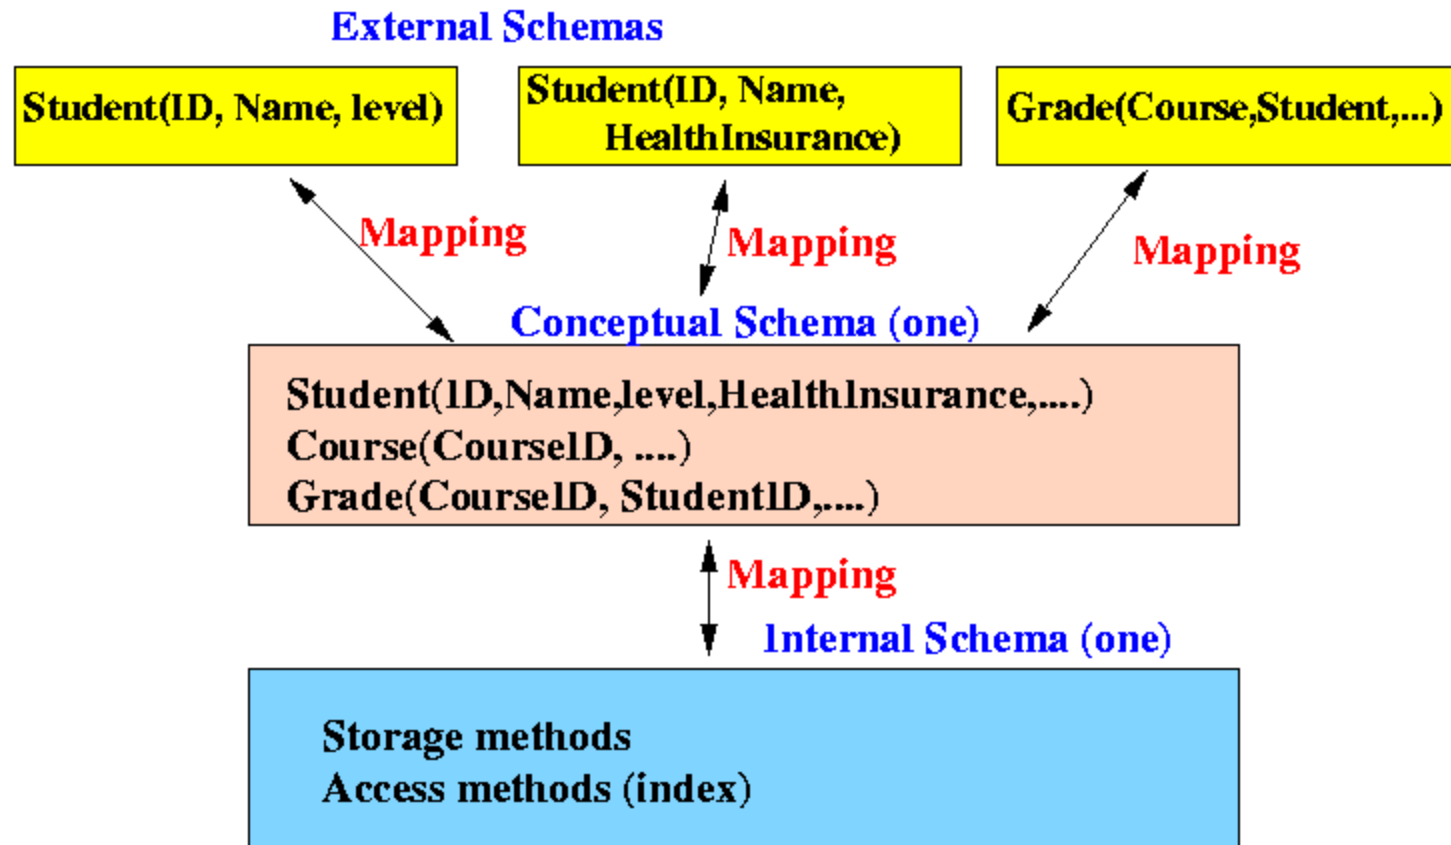 External Schemas
Student(ID, Name, level)
Student(ID, Name,
HealthInsurance)
Grade(Course,Student,...)
Mapping
Mapping
Mapping
Conceptual Schema (one)
Student(ID,Name,level,HealthInsurance,....)
Course(CourseID, ....)
Grade(CourseID, StudentID,....)
Mapping
Internal Schema (one)
Storage methods
Access methods (index)